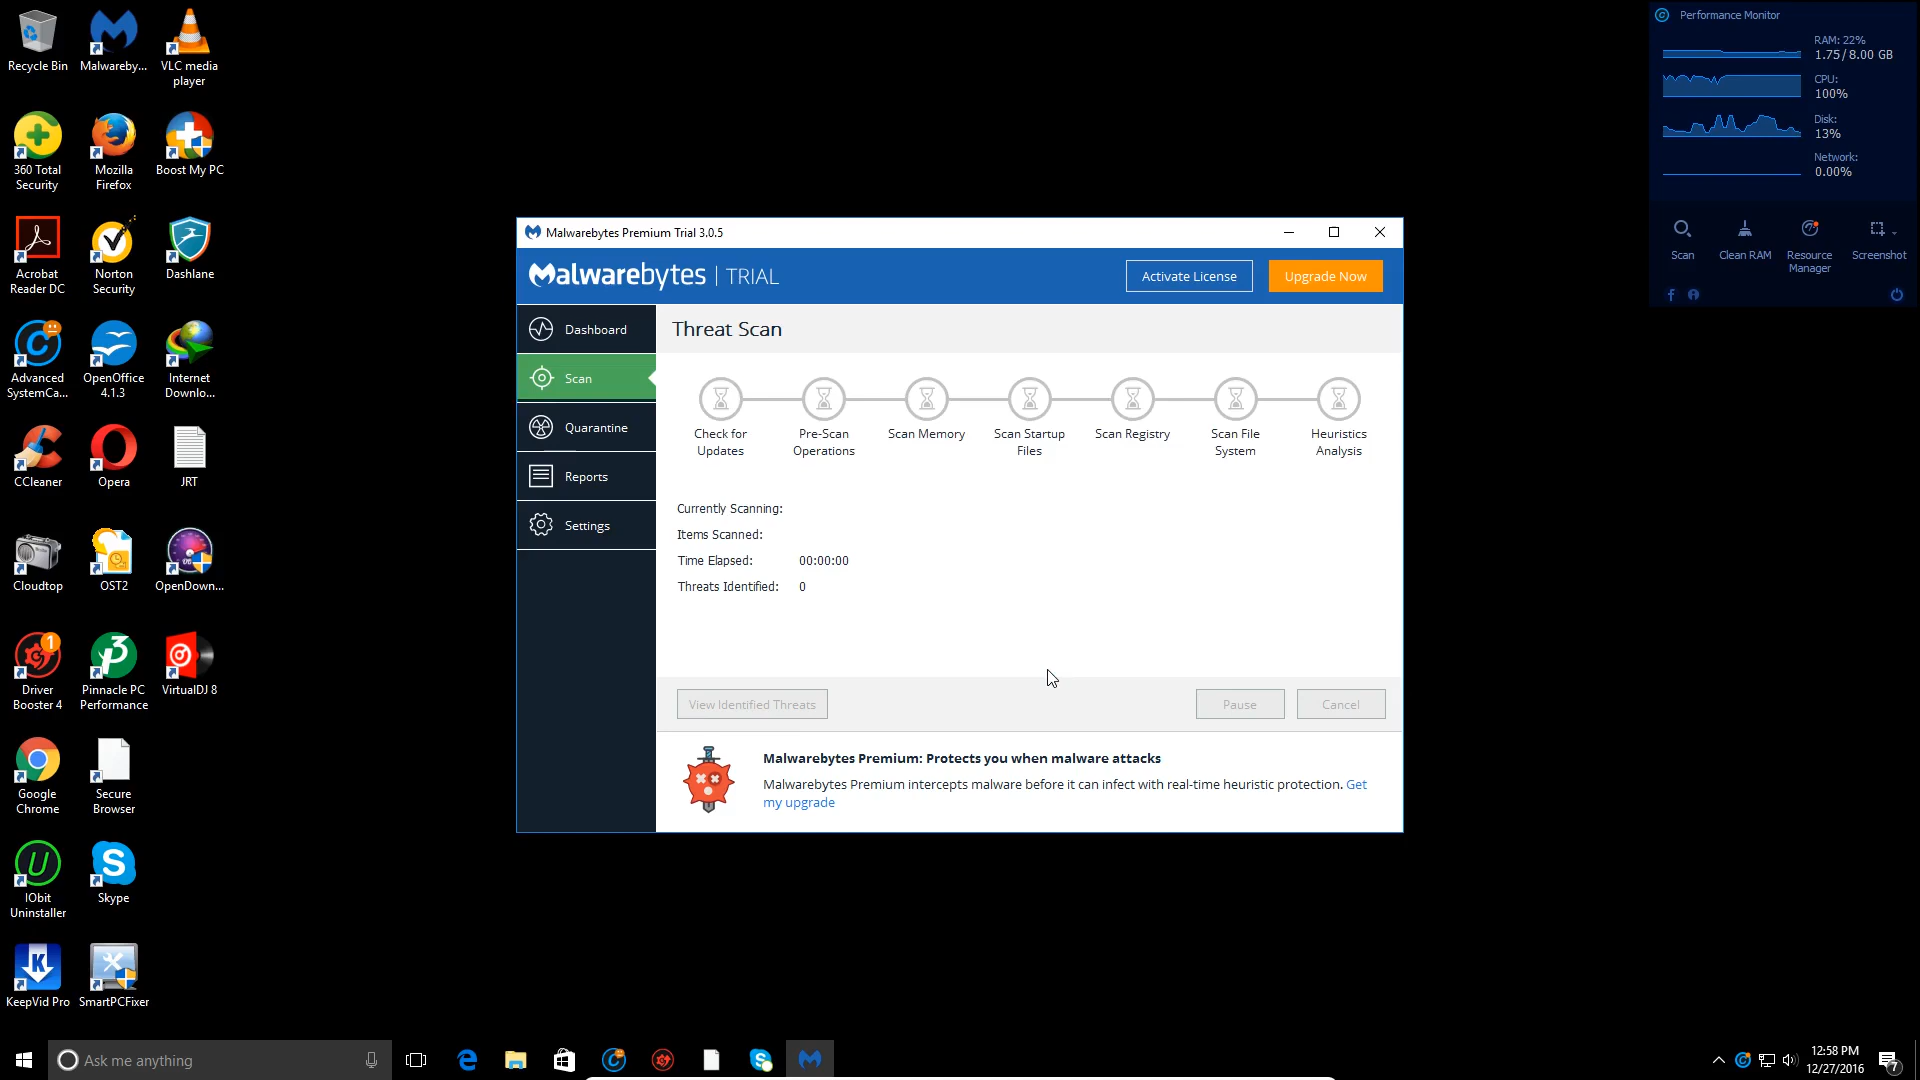 Recycle Bin
Malwareby...
VLC media
player
360 Total
Security
Mozilla
Firefox
Boost My PC
Acrobat
Reader DC
Norton
Security
Dashlane
Advanced
SystemCa...
OpenOffice
4.1.3
Internet
Downlo...
CCleaner
Opera
JRT
Cloudtop
OST2
OpenDown...
1
Driver
Booster 4
Pinnacle PC
Performance
VirtualDJ 8
Google
Chrome
Secure
Browser
IObit
Uninstaller
Skype
KeepVid Pro
SmartPCFixer
Malwarebytes Premium Trial 3.0.5
Malwarebytes | TRIAL
Activate License
Upgrade Now
Dashboard
Scan
Quarantine
Reports
Settings
Threat Scan
Check for
Updates
Pre-Scan
Operations
Scan Memory
Scan Startup
Files
Scan Registry
Scan File
System
Heuristics
Analysis
Currently Scanning:
Items Scanned:
Time Elapsed: 00:00:00
Threats Identified: 0
View Identified Threats
Pause
Cancel
Malwarebytes Premium: Protects you when malware attacks
Malwarebytes Premium intercepts malware before it can infect with real-time heuristic protection. Get
my upgrade
Performance Monitor
RAM: 22%
1.75/ 8.00 GB
CPU:
100%
Disk:
13%
Network:
0.00%
Scan
Clean RAM
Resource
Manager
Screenshot
Ask me anything
12:58 PM
12/27/2016
7